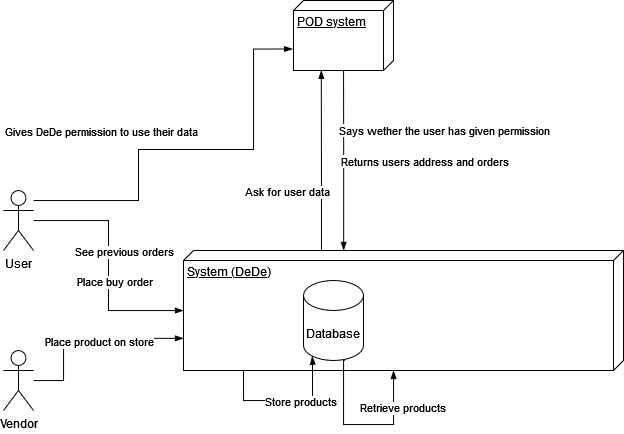 POD system
Gives DeDe permission to use their data
Says wether the user has given permission
Returns users address and orders
Ask for user data
User
See previous orders
Place buy order
System (DeDe)
Database
Place product on store
Store products
Retrieve products
Vendor